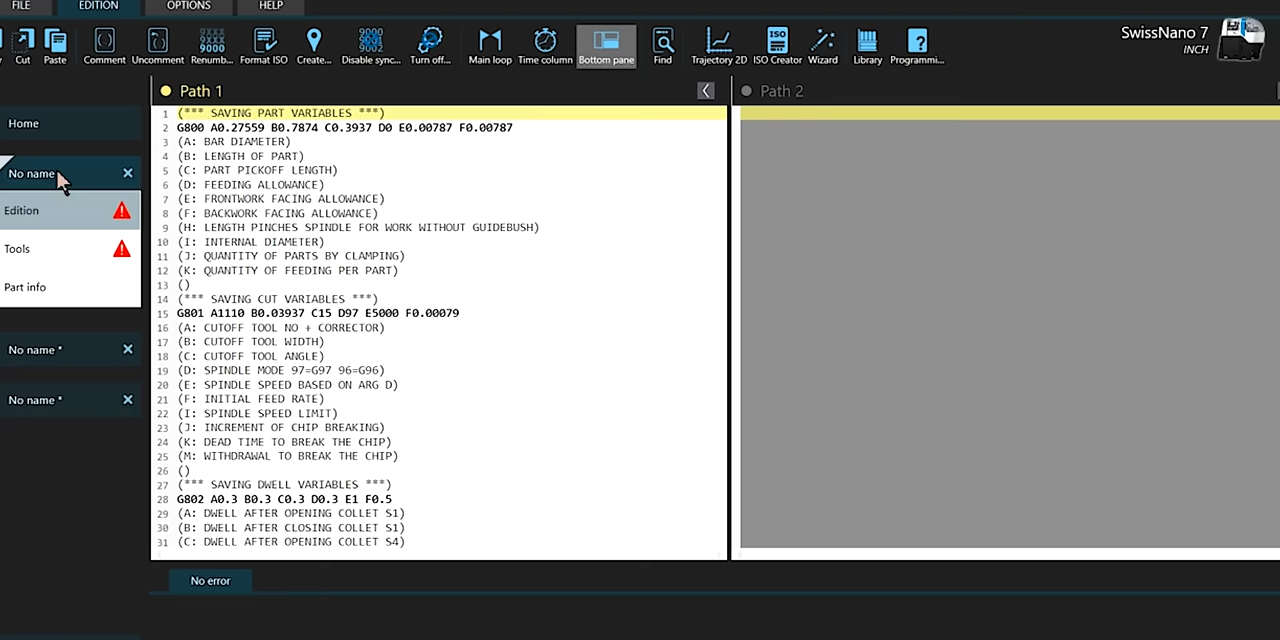 FILE
EDITION
OPTIONS
HELP
Cut
Paste
Comment
Uncomment
Renumb...
Format ISO
Create...
Disable sync...
Turn off...
Main loop
Time column
Bottom pane
Find
Trajectory 2D
ISO Creator
Wizard
Library
Programmi...
SwissNano 7
INCH
Home
No name
Edition
Tools
Part info
No name *
No name *
Path 1
Path 2
1 (*** SAVING PART VARIABLES ***)
2 G800 A0.27559 B0.7874 C0.3937 D0 E0.00787 F0.00787
3 (A: BAR DIAMETER)
4 (B: LENGTH OF PART)
5 (C: PART PICKOFF LENGTH)
6 (D: FEEDING ALLOWANCE)
7 (E: FRONTWORK FACING ALLOWANCE)
8 (F: BACKWORK FACING ALLOWANCE)
9 (H: LENGTH PINCHES SPINDLE FOR WORK WITHOUT GUIDEBUSH)
10 (I: INTERNAL DIAMETER)
11 (J: QUANTITY OF PARTS BY CLAMPING)
12 (K: QUANTITY OF FEEDING PER PART)
13 ()
14 (*** SAVING CUT VARIABLES ***)
15 G801 A1110 B0.03937 C15 D97 E5000 F0.00079
16 (A: CUTOFF TOOL NO + CORRECTOR)
17 (B: CUTOFF TOOL WIDTH)
18 (C: CUTOFF TOOL ANGLE)
19 (D: SPINDLE MODE 97=G97 96=G96)
20 (E: SPINDLE SPEED BASED ON ARG D)
21 (F: INITIAL FEED RATE)
22 (I: SPINDLE SPEED LIMIT)
23 (J: INCREMENT OF CHIP BREAKING)
24 (K: DEAD TIME TO BREAK THE CHIP)
25 (M: WITHDRAWAL TO BREAK THE CHIP)
26 ()
27 (*** SAVING DWELL VARIABLES ***)
28 G802 A0.3 B0.3 C0.3 D0.3 E1 F0.5
29 (A: DWELL AFTER OPENING COLLET S1)
30 (B: DWELL AFTER CLOSING COLLET S1)
31 (C: DWELL AFTER OPENING COLLET S4)
No error